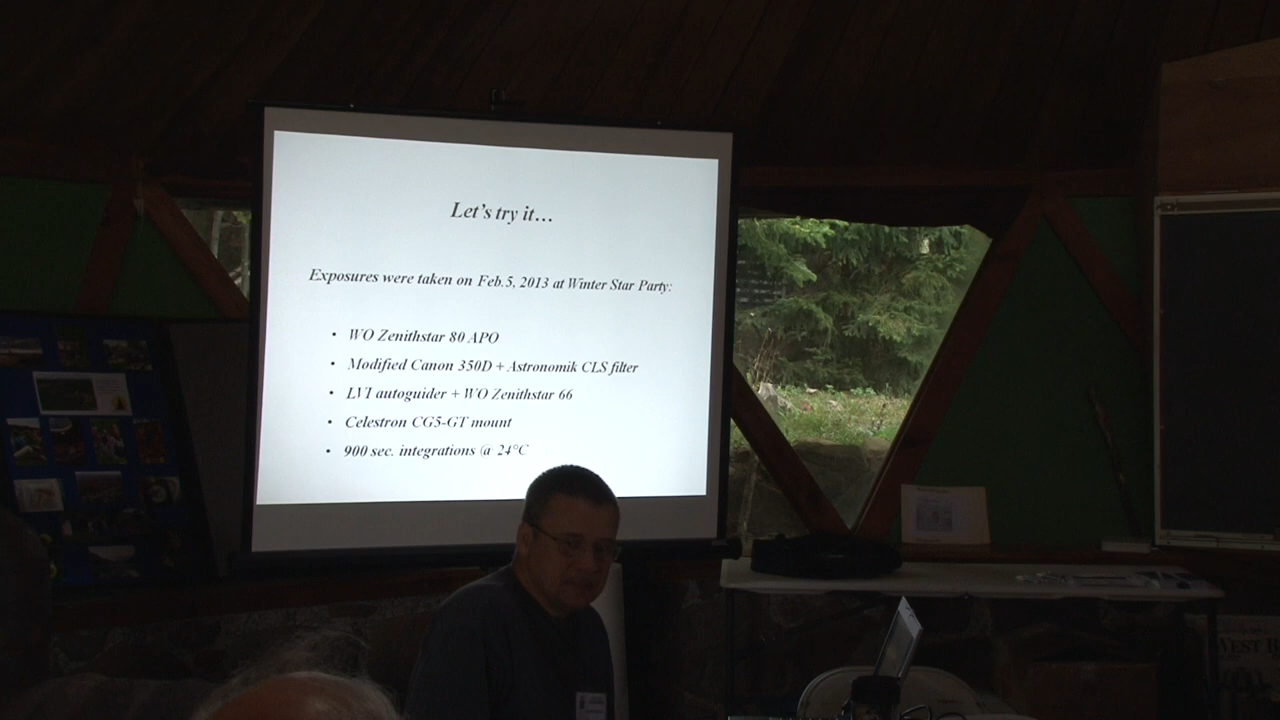 Let's try it…
Exposures were taken on Feb.5, 2013 at Winter Star Party:
• WO Zenithstar 80 APO
• Modified Canon 350D + Astronomik CLS filter
• LVI autoguider + WO Zenithstar 66
• Celestron CG5-GT mount
• 900 sec. integrations @ 24°C
WEST